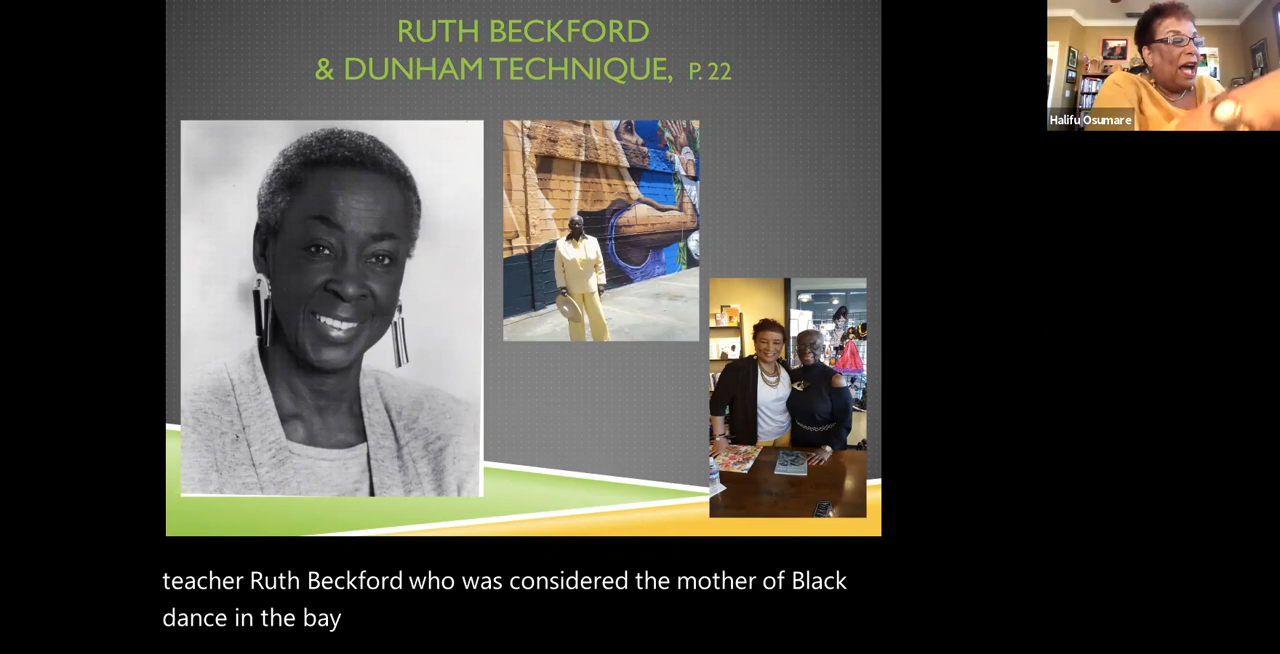 RUTH BECKFORD
& DUNHAM TECHNIQUE, P. 22
Halifu Osumare
teacher Ruth Beckford who was considered the mother of Black
dance in the bay